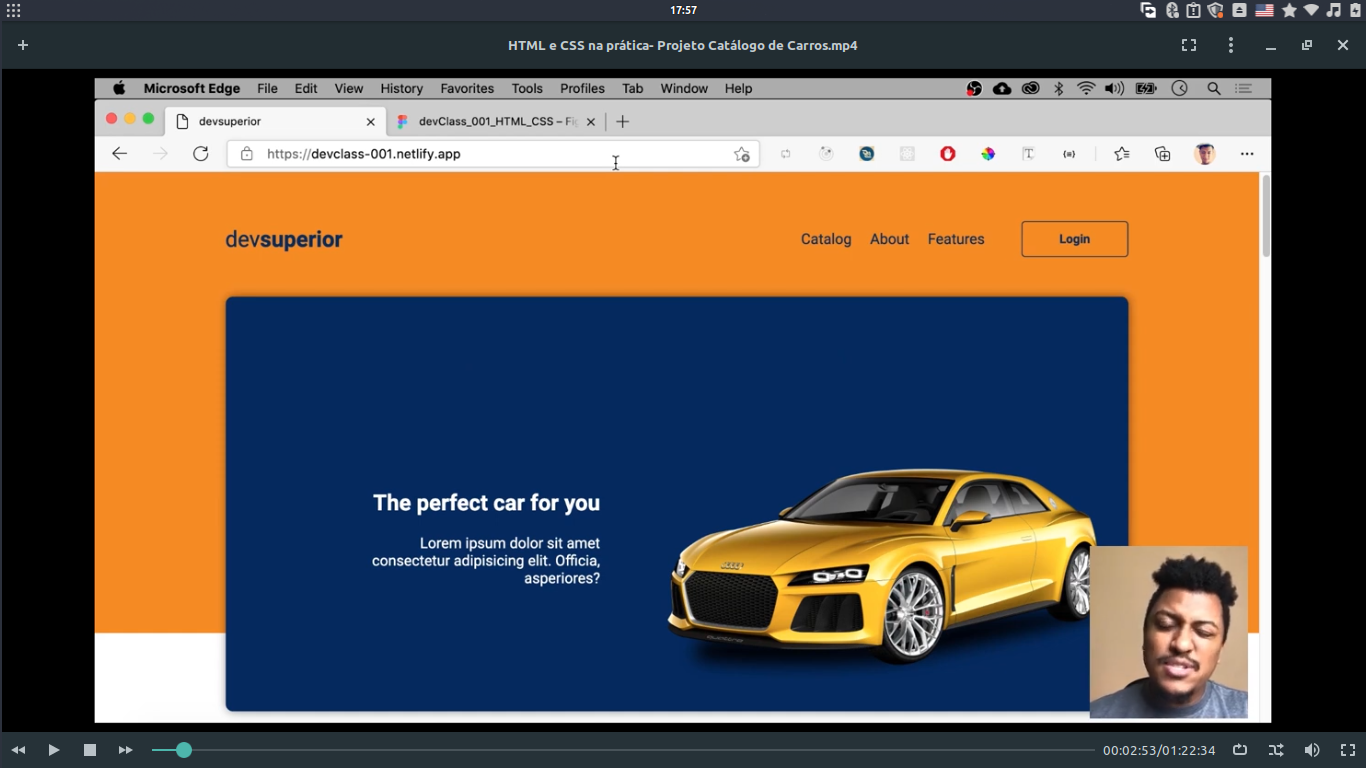 17:57
HTML e CSS na prática- Projeto Catálogo de Carros.mp4
Microsoft Edge File Edit View History Favorites Tools Profiles Tab Window Help
devsuperior devClass_001_HTML_CSS – Fig
https://devclass-001.netlify.app
devsuperior Catalog About Features Login
The perfect car for you
Lorem ipsum dolor sit amet
consectetur adipisicing elit. Officia,
asperiores?
quattro
00:02:53/01:22:34